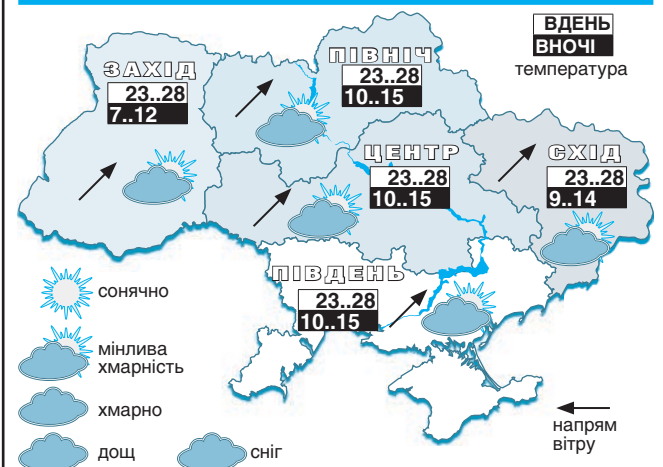 ВДЕНЬ
ВНОЧІ
температура
ПІВНІЧ
23..28
10..15
ЗАХІД
23..28
7..12
ЦЕНТР
23..28
10..15
СХІД
23..28
9..14
ПІВДЕНЬ
23..28
10..15
сонячно
мінлива
хмарність
хмарно
дощ
сніг
напрям
вітру